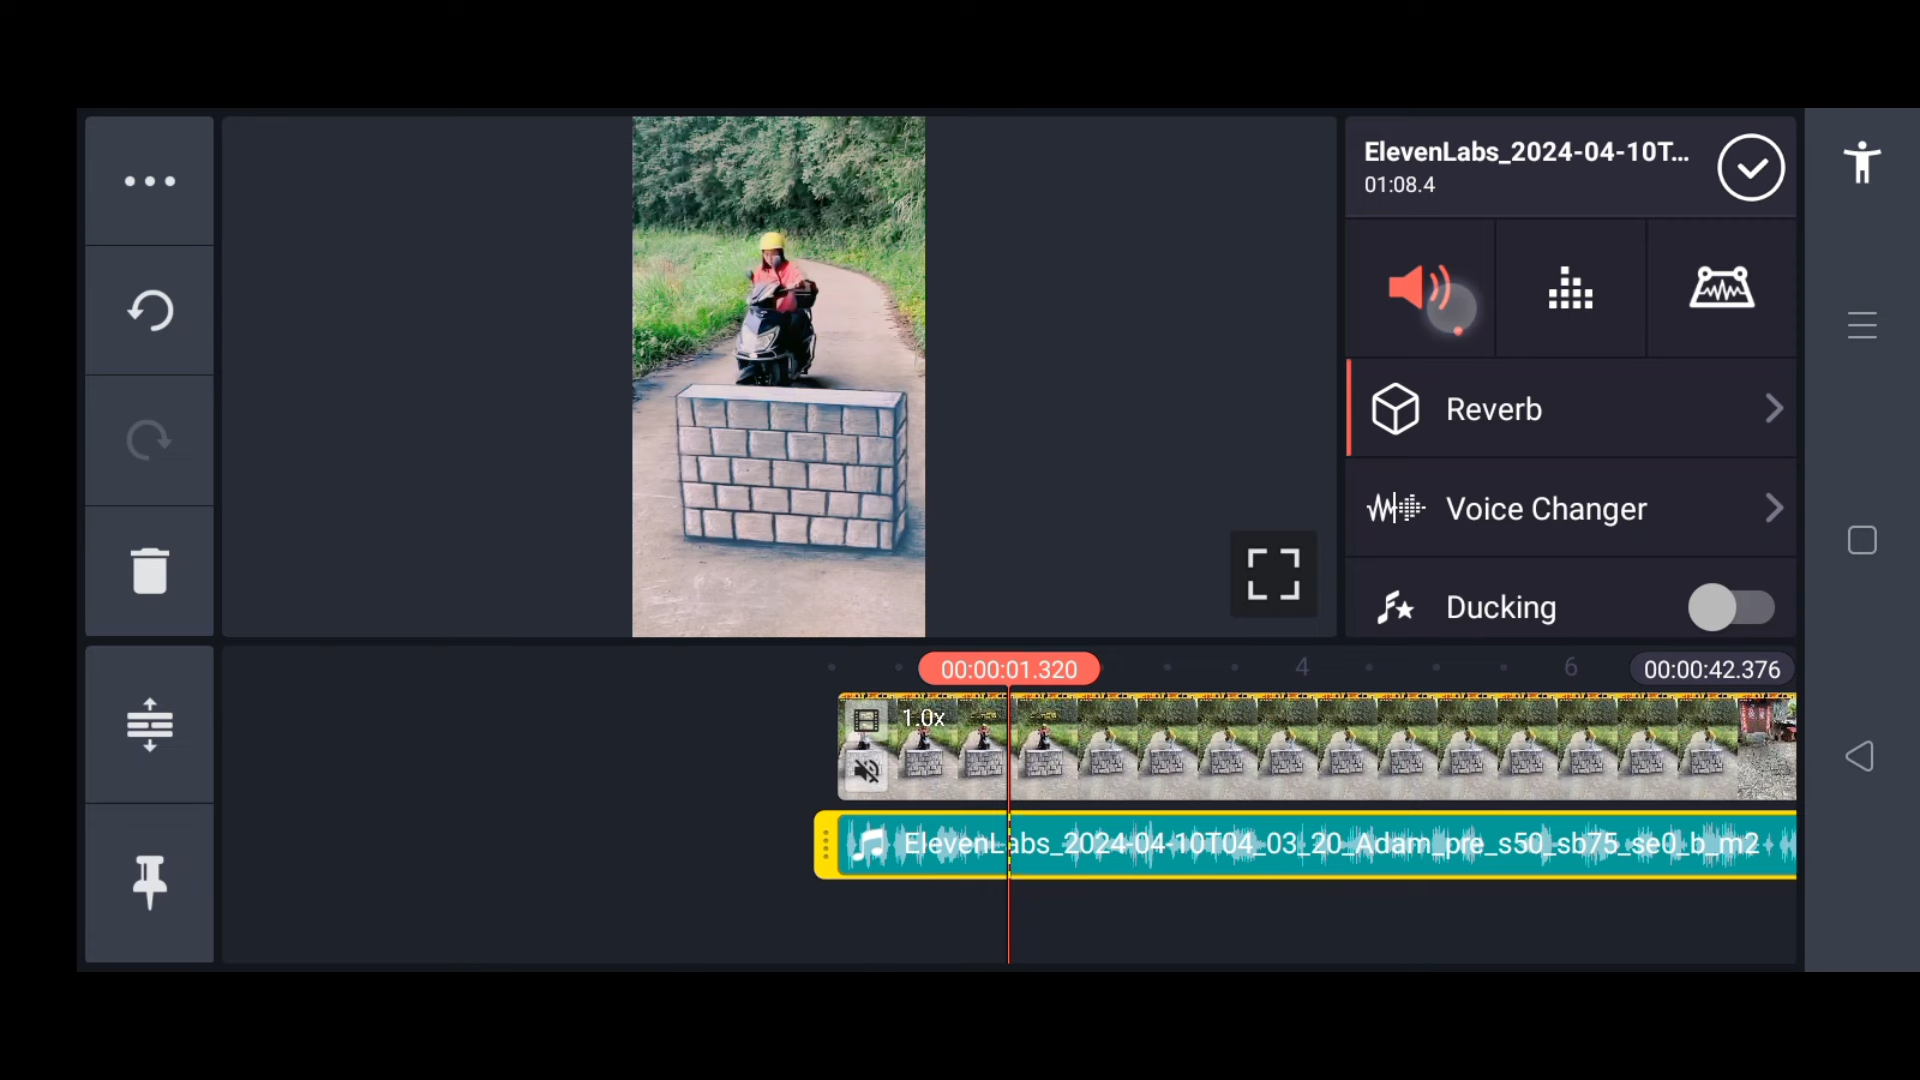 ElevenLabs_2024-04-10T...
01:08.4
Reverb
Voice Changer
Ducking
00:00:01.320
4
6
00:00:42.376
1.0x
ElevenLabs_2024-04-10T04_03_20_Adam_pre_s50_sb75_se0_b_m2